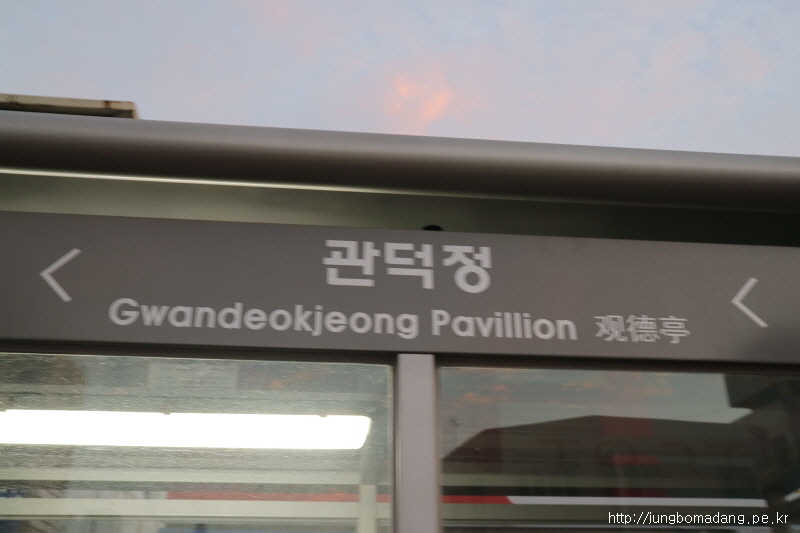 관덕정
Gwandeokjeong Pavillion 观德亭
http://jungbomadang.pe.kr